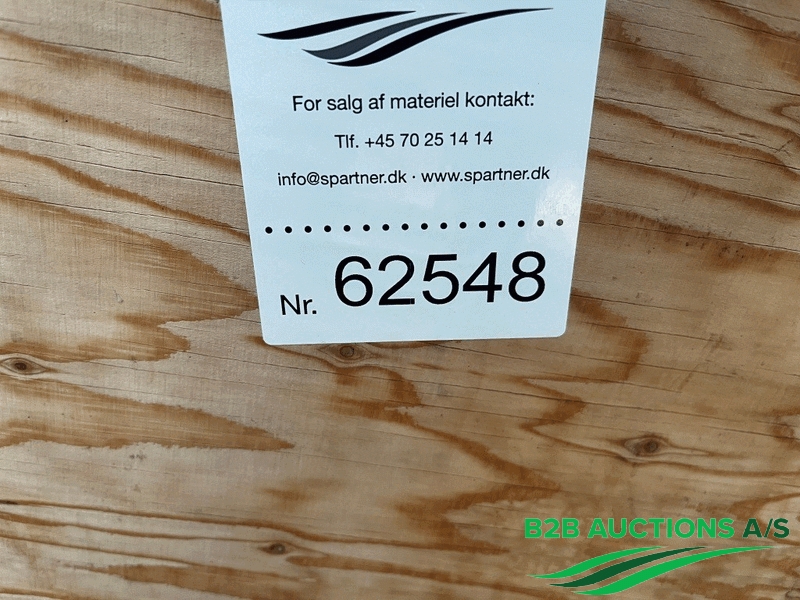 For salg af materiel kontakt:
Tlf. +45 70 25 14 14
info@spartner.dk · www.spartner.dk
Nr. 62548
B2B AUCTIONS A/S